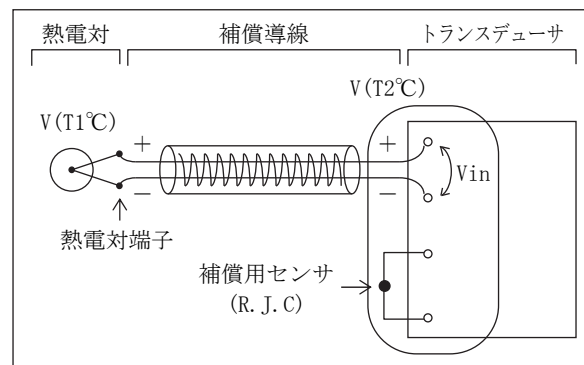 熱電対
補償導線
トランスデューサ
V(T2℃)
V(T1℃)
+
+
Vin
−
−
熱電対端子
補償用センサ
(R.J.C)